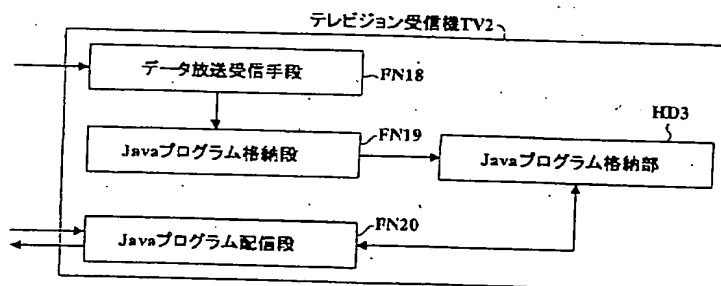 テレビジョン受信機TV2
データ放送受信手段
FN18
HD3
Javaプログラム格納段
FN19
Javaプログラム格納部
Javaプログラム配信段
FN20